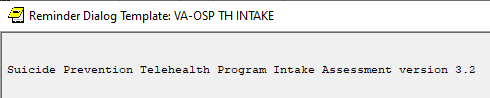 Reminder Dialog Template: VA-OSP TH INTAKE
Suicide Prevention Telehealth Program Intake Assessment version 3.2